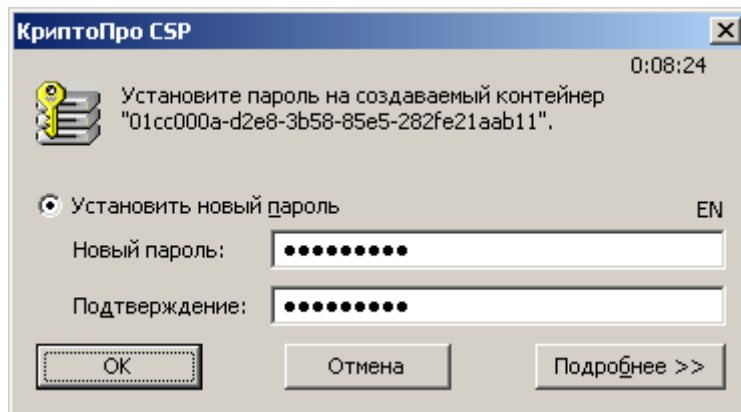 КриптоПро CSP
0:08:24
Установите пароль на создаваемый контейнер
"01cc000a-d2e8-3b58-85e5-282fe21aab11".
Установить новый пароль
EN
Новый пароль: ●●●●●●●●●
Подтверждение: ●●●●●●●●●
OK Отмена Подробнее >>